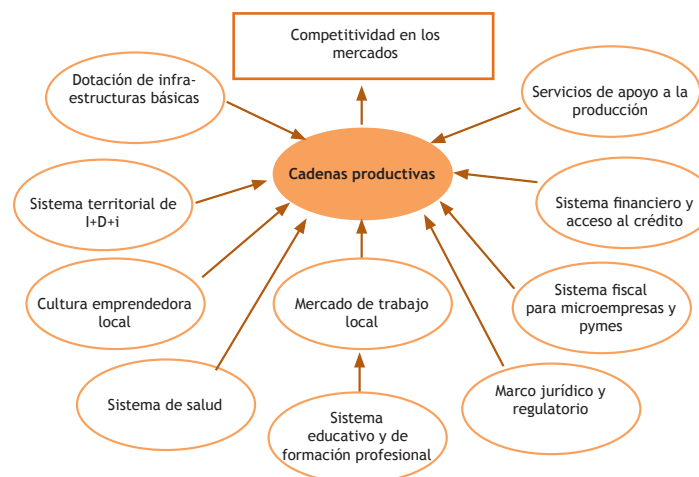 Competitividad en los
mercados
Dotación de infra-
estructuras básicas
Servicios de apoyo a la
producción
Cadenas productivas
Sistema territorial de
I+D+i
Sistema financiero y
acceso al crédito
Cultura emprendedora
local
Mercado de trabajo
local
Sistema fiscal
para microempresas y
pymes
Sistema de salud
Sistema
educativo y de
formación profesional
Marco jurídico y
regulatorio